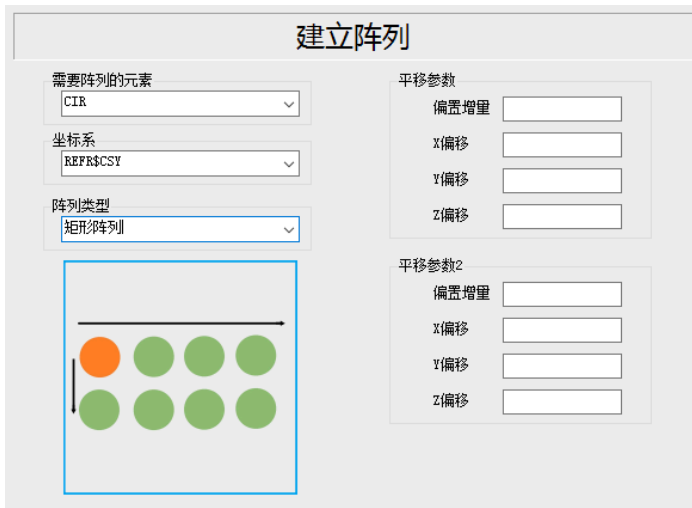 建立阵列
需要阵列的元素
CIR
坐标系
REFR$CSY
阵列类型
矩形阵列
平移参数
偏置增量
X偏移
Y偏移
Z偏移
平移参数2
偏置增量
X偏移
Y偏移
Z偏移